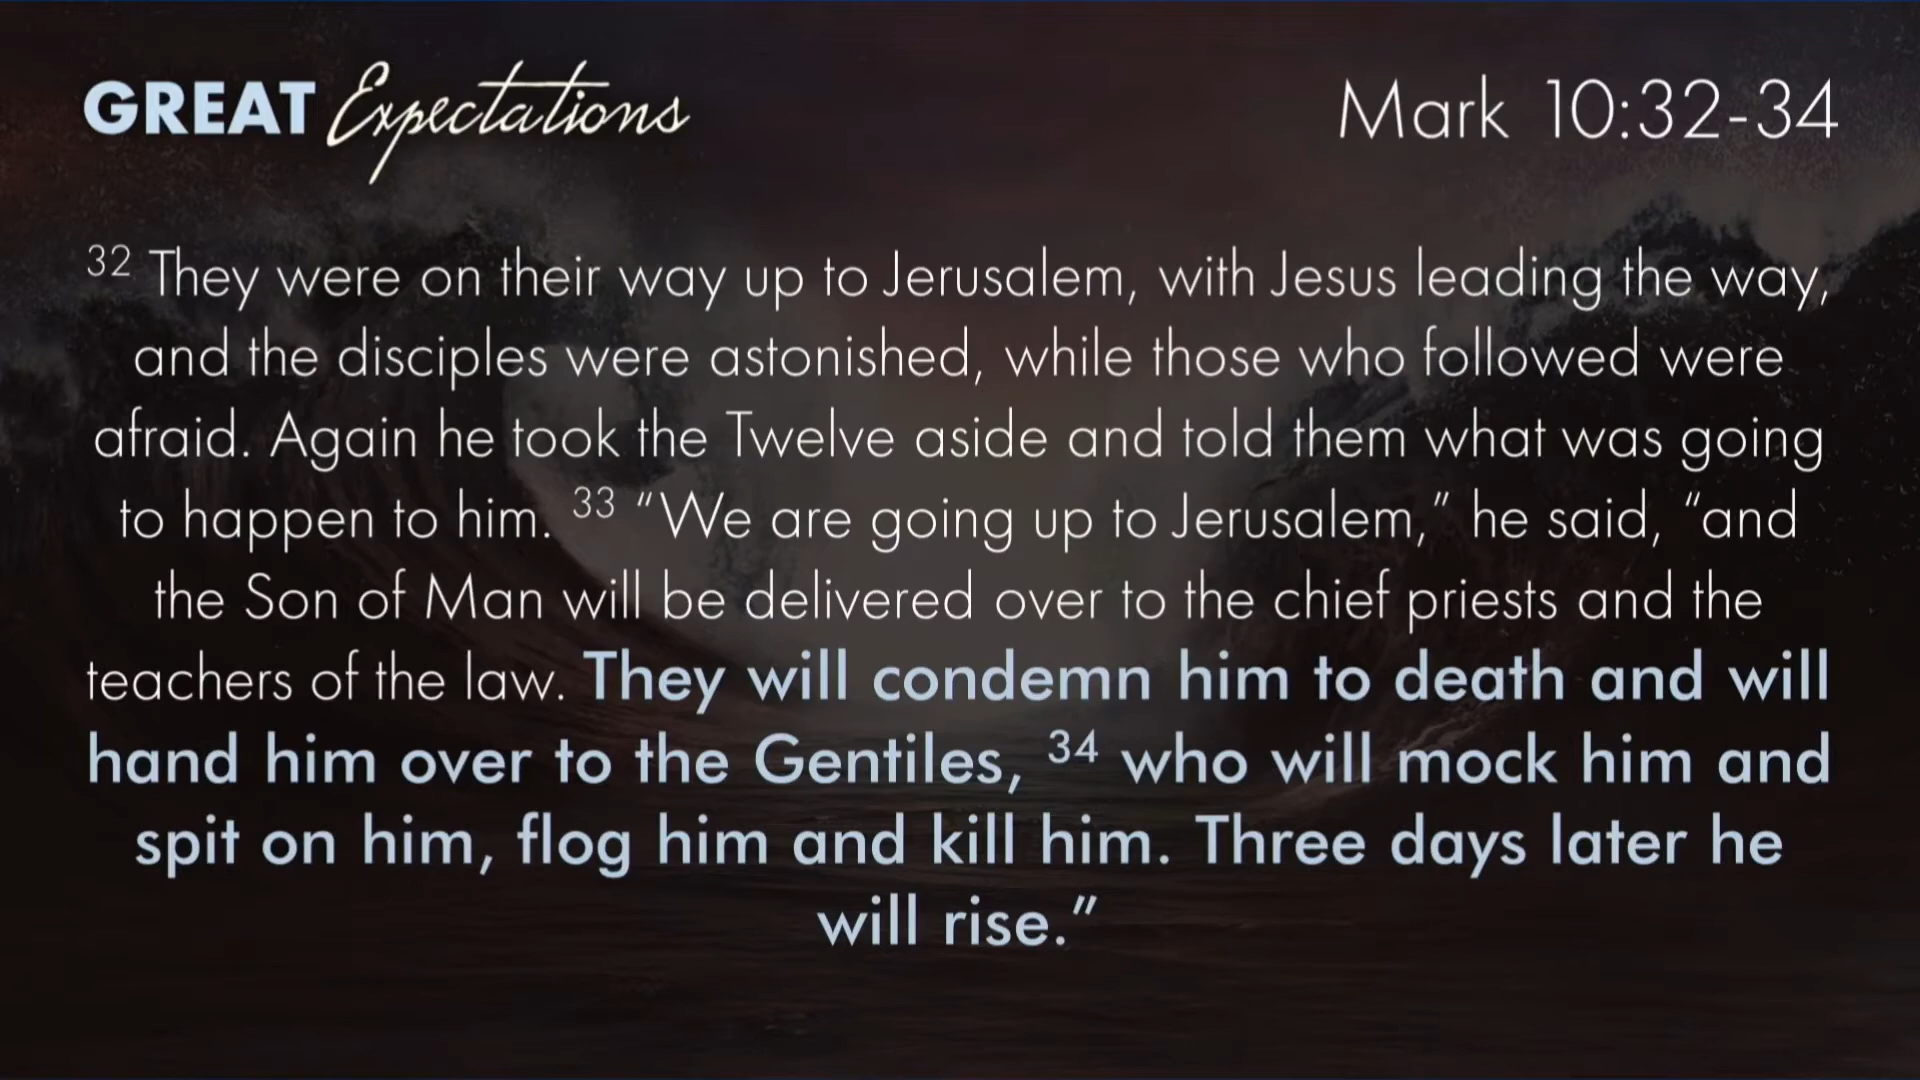 GREAT Expectations
Mark 10:32-34
32 They were on their way up to Jerusalem, with Jesus leading the way,
and the disciples were astonished, while those who followed were
afraid. Again he took the Twelve aside and told them what was going
to happen to him. 33 “We are going up to Jerusalem,” he said, “and
the Son of Man will be delivered over to the chief priests and the
teachers of the law. They will condemn him to death and will
hand him over to the Gentiles, 34 who will mock him and
spit on him, flog him and kill him. Three days later he
will rise.”